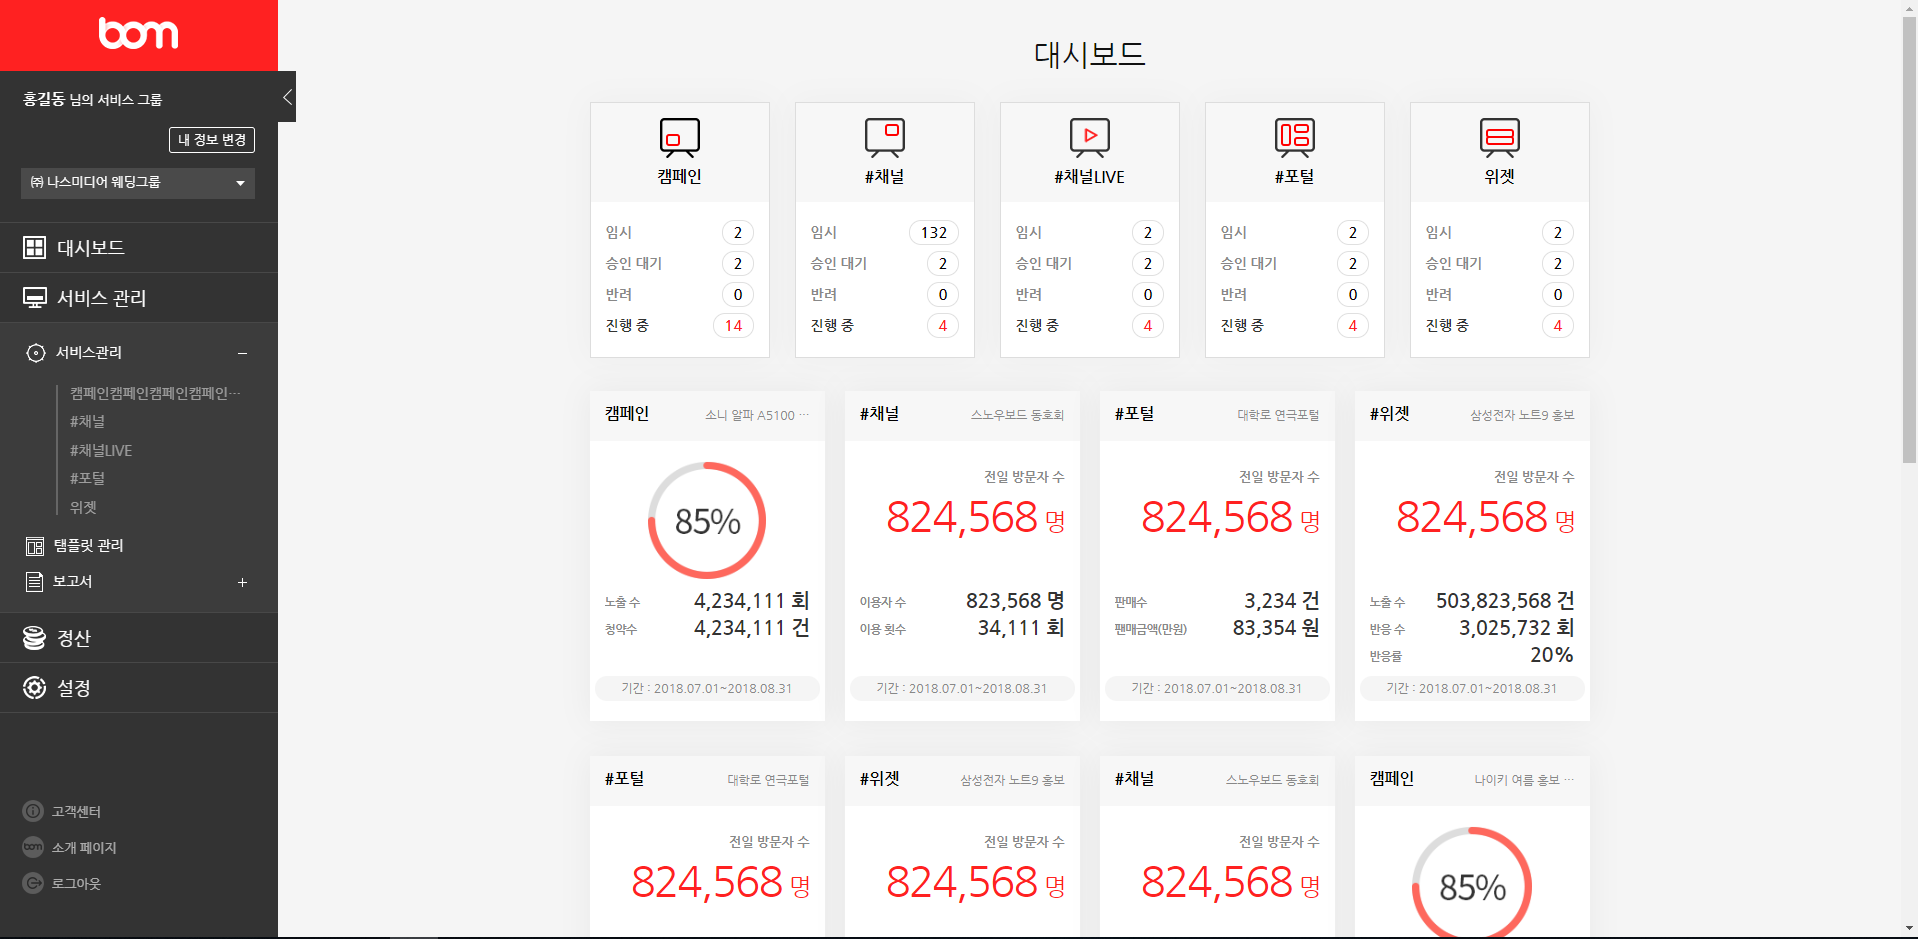 bom
홍길동 님의 서비스 그룹
내 정보 변경
㈜ 나스미디어 웨딩그룹
대시보드
서비스 관리
서비스관리
캠페인캠페인캠페인캠페인…
#채널
#채널LIVE
#포털
위젯
탬플릿 관리
보고서
정산
설정
고객센터
bom 소개 페이지
로그아웃
대시보드
캠페인
임시 2
승인 대기 2
반려 0
진행 중 14
#채널
임시 132
승인 대기 2
반려 0
진행 중 4
#채널LIVE
임시 2
승인 대기 2
반려 0
진행 중 4
#포털
임시 2
승인 대기 2
반려 0
진행 중 4
위젯
임시 2
승인 대기 2
반려 0
진행 중 4
캠페인 소니 알파 A5100 …
85%
노출 수 4,234,111 회
청약수 4,234,111 건
기간 : 2018.07.01~2018.08.31
#채널 스노우보드 동호회
전일 방문자 수
824,568 명
이용자 수 823,568 명
이용 횟수 34,111 회
기간 : 2018.07.01~2018.08.31
#포털 대학로 연극포털
전일 방문자 수
824,568 명
판매수 3,234 건
팬매금액(만원) 83,354 원
기간 : 2018.07.01~2018.08.31
#위젯 삼성전자 노트9 홍보
전일 방문자 수
824,568 명
노출 수 503,823,568 건
반응 수 3,025,732 회
반응률 20%
기간 : 2018.07.01~2018.08.31
#포털 대학로 연극포털
전일 방문자 수
824,568 명
#위젯 삼성전자 노트9 홍보
전일 방문자 수
824,568 명
#채널 스노우보드 동호회
전일 방문자 수
824,568 명
캠페인 나이키 여름 홍보 …
85%